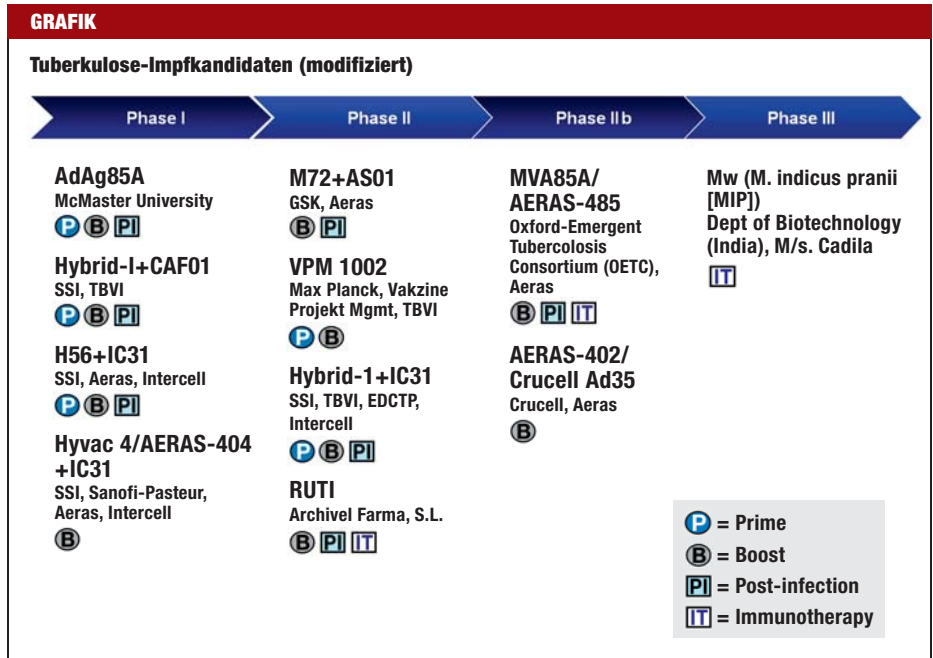 GRAFIK
Tuberkulose-Impfkandidaten (modifiziert)
Phase I
Phase II
Phase IIb
Phase III
AdAg85A
McMaster University
P B PI
Hybrid-I+CAF01
SSI, TBVI
P B PI
H56+IC31
SSI, Aeras, Intercell
P B PI
Hyvac 4/AERAS-404
+IC31
SSI, Sanofi-Pasteur,
Aeras, Intercell
B
M72+AS01
GSK, Aeras
B PI
VPM 1002
Max Planck, Vakzine
Projekt Mgmt, TBVI
P B
Hybrid-1+IC31
SSI, TBVI, EDCTP,
Intercell
P B PI
RUTI
Archivel Farma, S.L.
B PI IT
MVA85A/
AERAS-485
Oxford-Emergent
Tubercolosis
Consortium (OETC),
Aeras
B PI IT
AERAS-402/
Crucell Ad35
Crucell, Aeras
B
Mw (M. indicus pranii
[MIP])
Dept of Biotechnology
(India), M/s. Cadila
IT
P = Prime
B = Boost
PI = Post-infection
IT = Immunotherapy